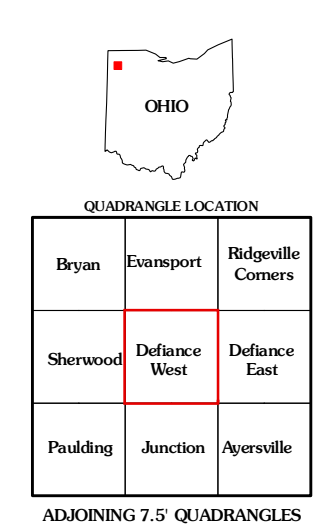 OHIO
QUADRANGLE LOCATION
Bryan
Evansport
Ridgeville
Corners
Sherwood
Defiance
West
Defiance
East
Paulding
Junction
Ayersville
ADJOINING 7.5' QUADRANGLES